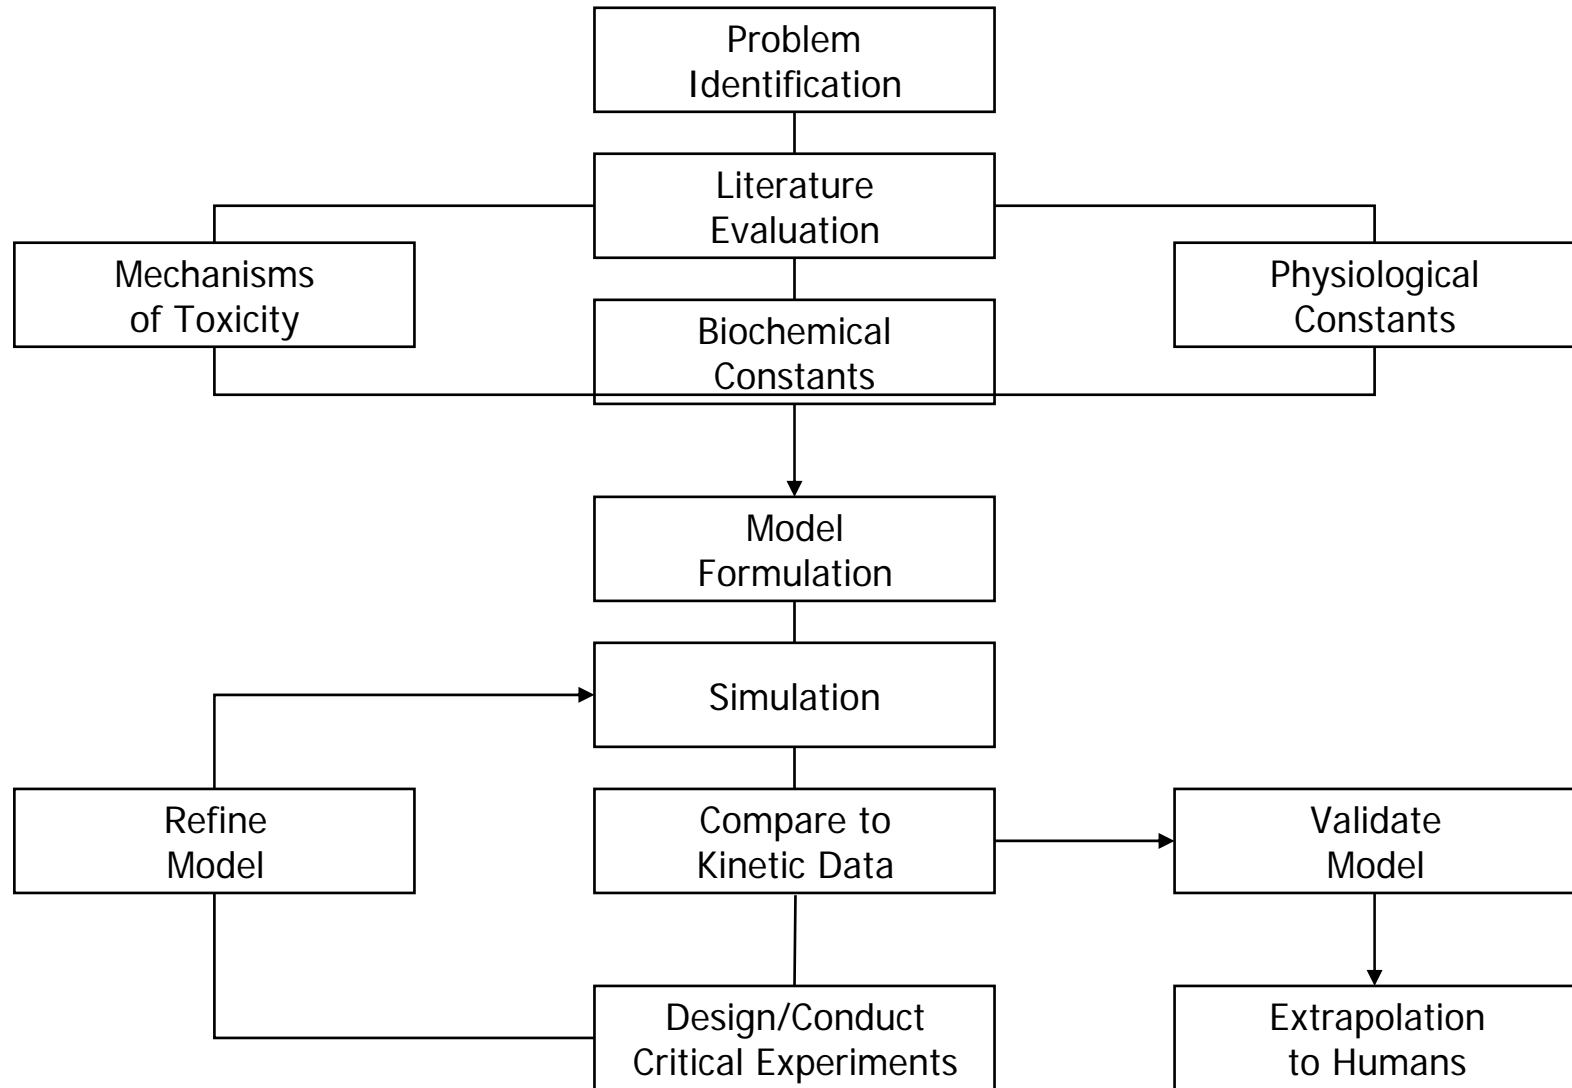 Problem
Identification
Literature
Evaluation
Mechanisms
of Toxicity
Biochemical
Constants
Physiological
Constants
Model
Formulation
Simulation
Refine
Model
Compare to
Kinetic Data
Validate
Model
Design/Conduct
Critical Experiments
Extrapolation
to Humans